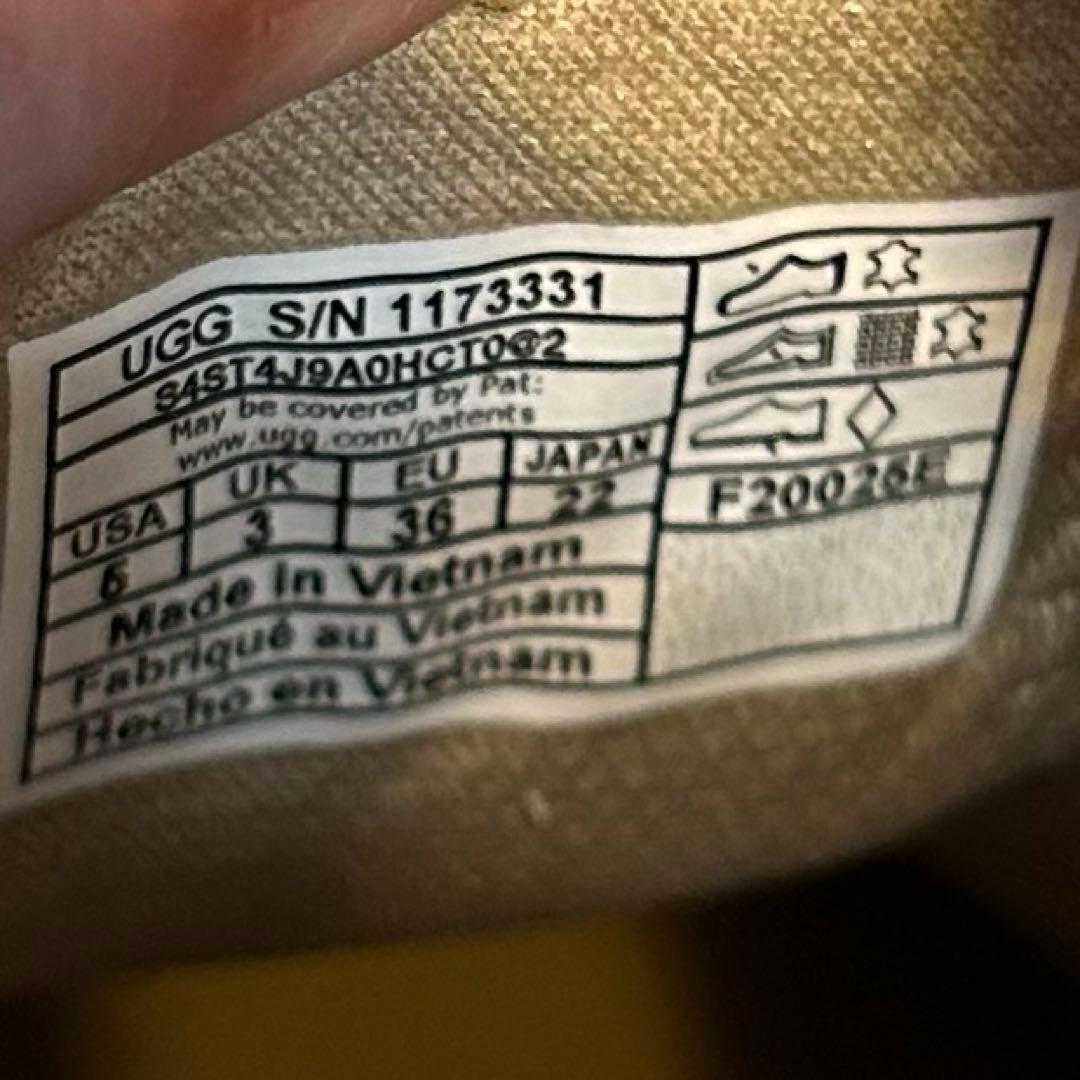 UGG S/N 1173331
S4ST4J9A0HCT0@2
May be covered by Pat:
www.ugg.com/patents
USA UK EU JAPAN
5 3 36 22
Made in Vietnam
Fabriqué au Vietnam
Hecho en Vietnam
F20025E